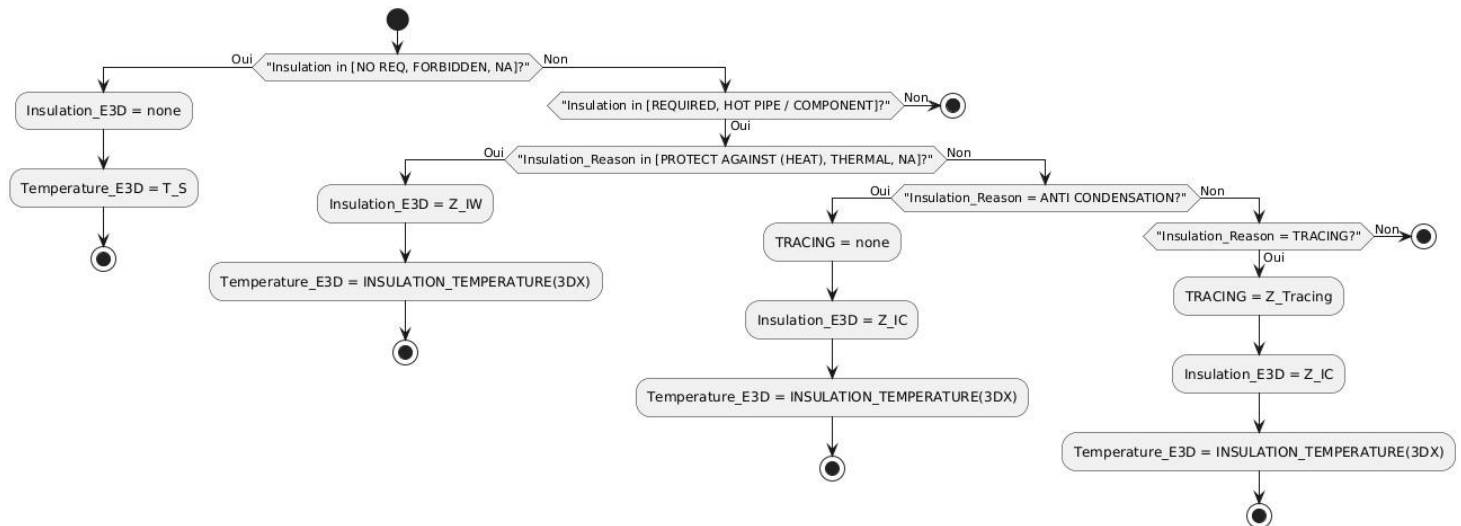 Oui
"Insulation in [NO REQ, FORBIDDEN, NA]?"
Non
Insulation_E3D = none
Temperature_E3D = T_S
"Insulation in [REQUIRED, HOT PIPE / COMPONENT]?"
Non
Oui
Oui
"Insulation_Reason in [PROTECT AGAINST (HEAT), THERMAL, NA]?"
Non
Insulation_E3D = Z_IW
Temperature_E3D = INSULATION_TEMPERATURE(3DX)
Oui
"Insulation_Reason = ANTI CONDENSATION?"
Non
TRACING = none
Insulation_E3D = Z_IC
Temperature_E3D = INSULATION_TEMPERATURE(3DX)
"Insulation_Reason = TRACING?"
Non
Oui
TRACING = Z_Tracing
Insulation_E3D = Z_IC
Temperature_E3D = INSULATION_TEMPERATURE(3DX)